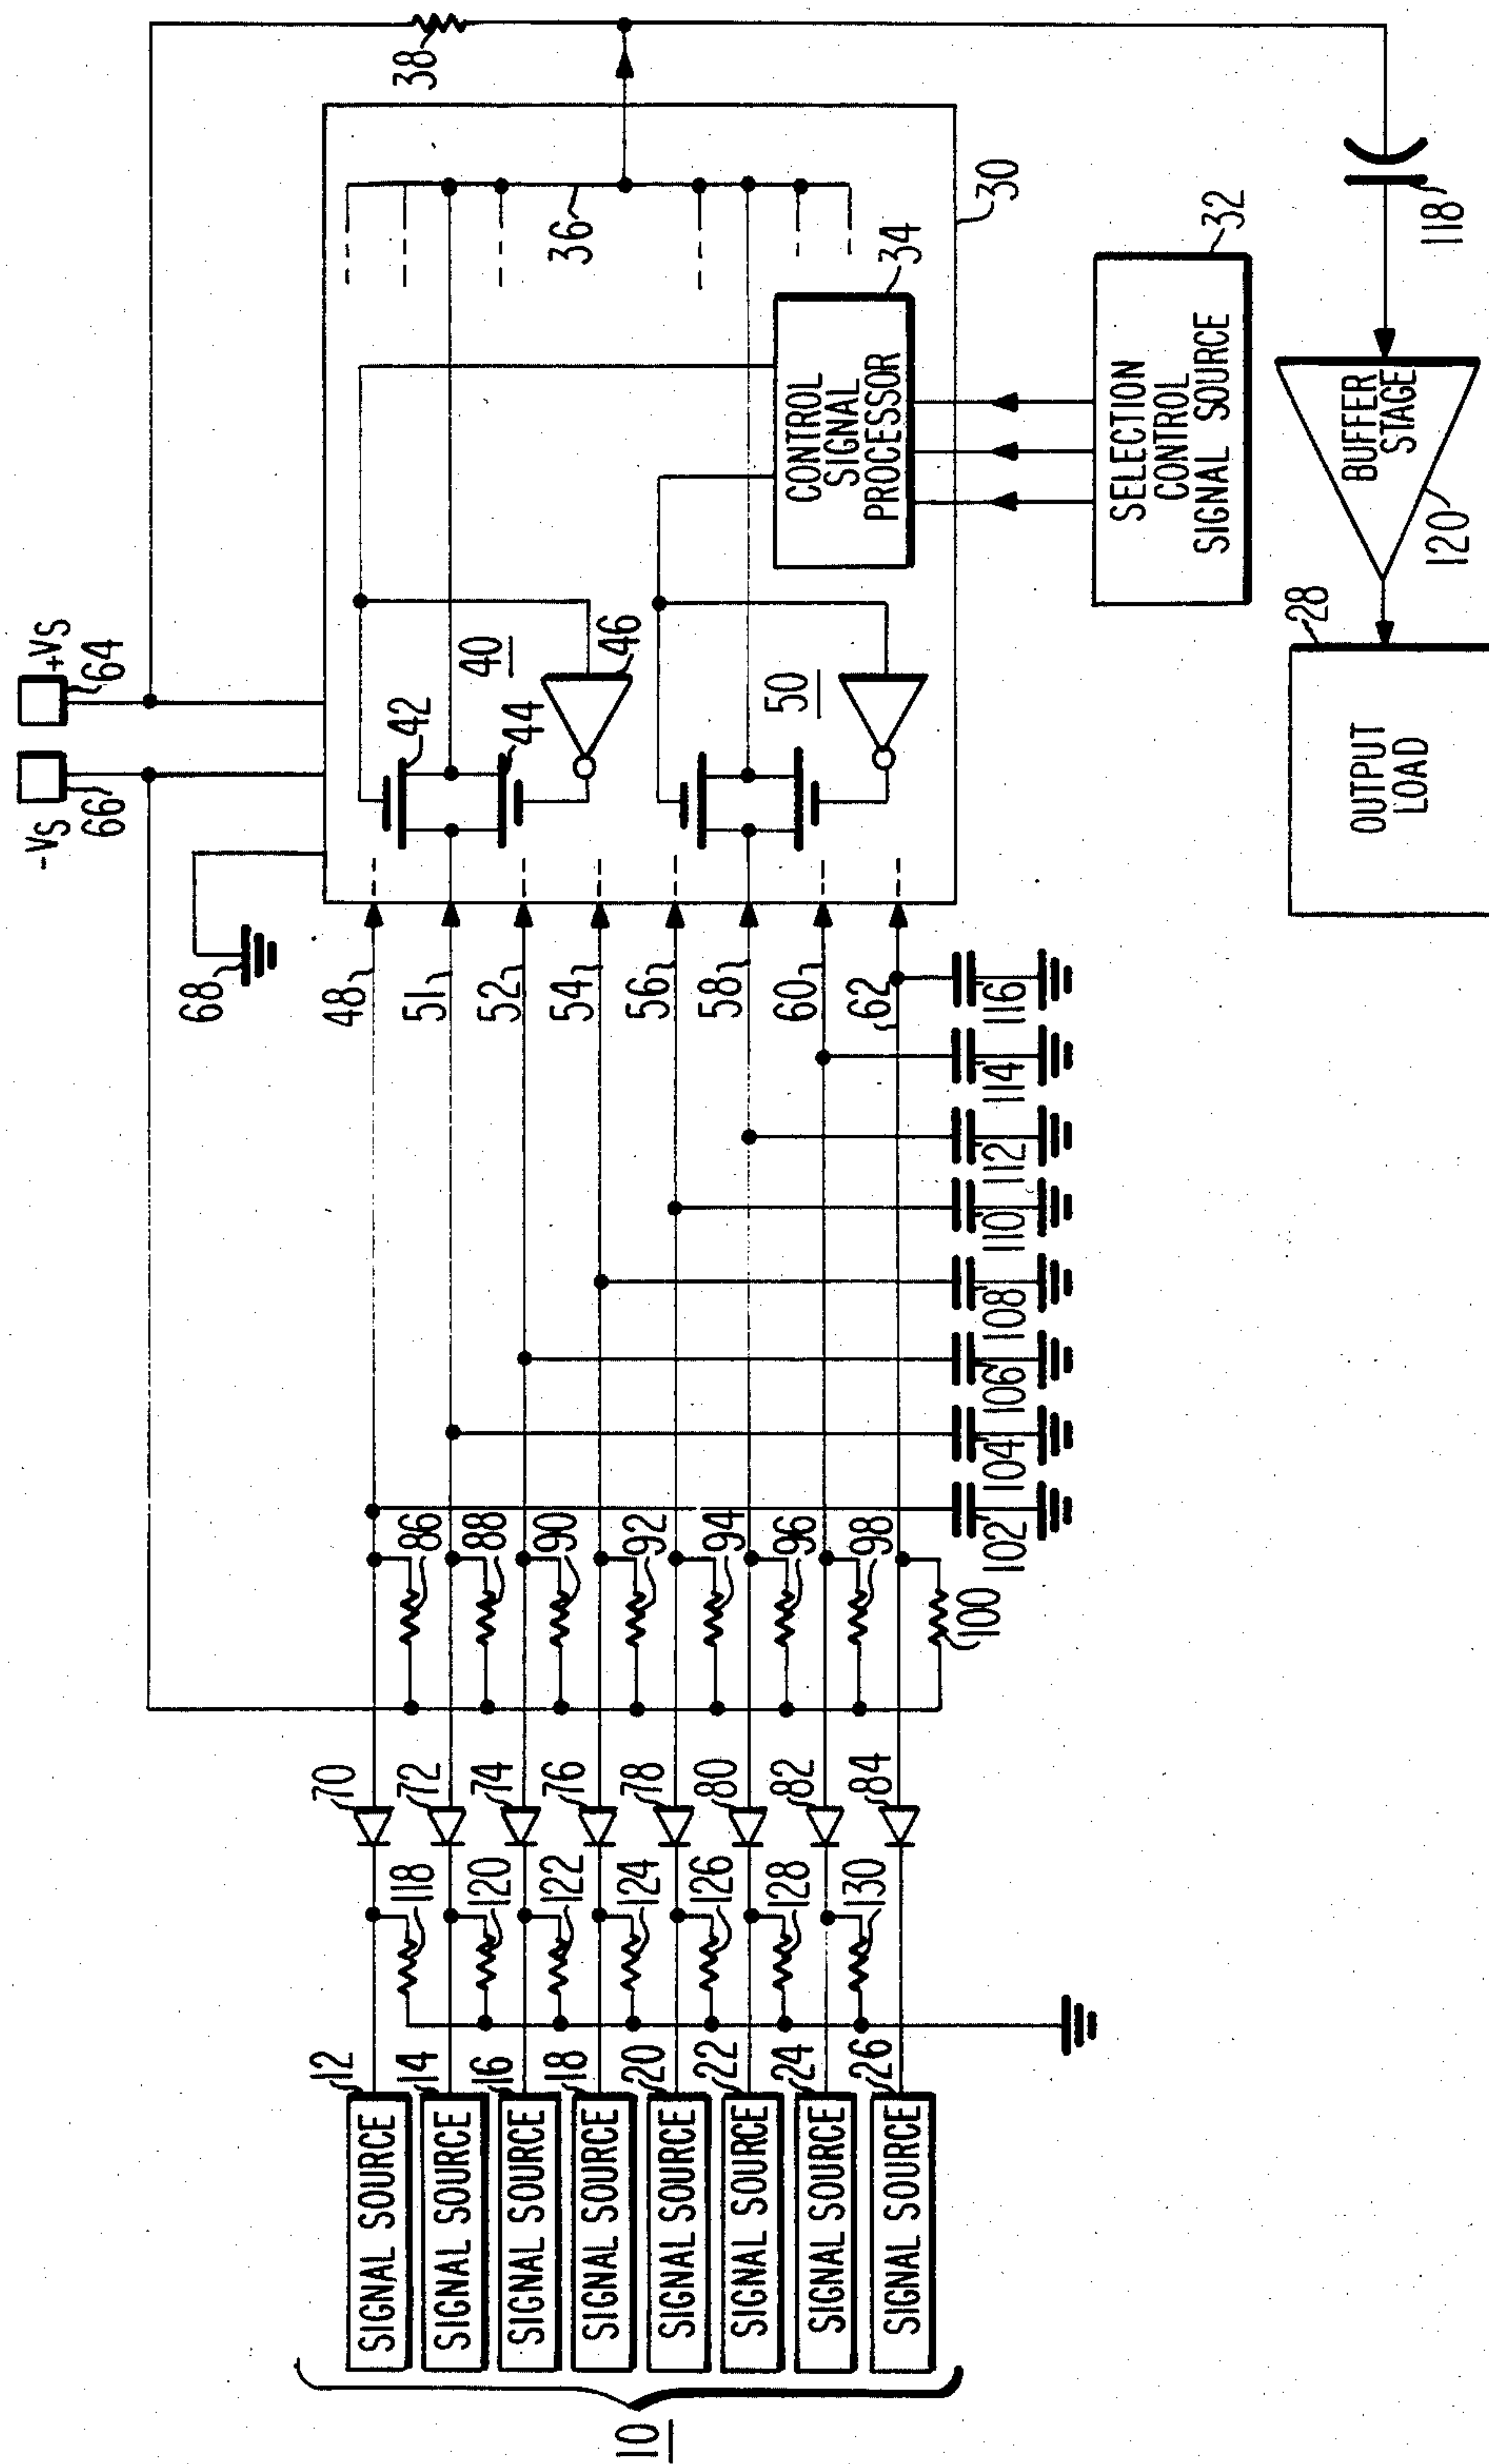 10
SIGNAL SOURCE 12
SIGNAL SOURCE 14
SIGNAL SOURCE 16
SIGNAL SOURCE 18
SIGNAL SOURCE 20
SIGNAL SOURCE 22
SIGNAL SOURCE 24
SIGNAL SOURCE 26
118
120
122
124
126
128
130
70
72
74
76
78
80
82
84
86
88
90
92
94
96
98
100
102
104
106
108
110
112
114
116
48
51
52
54
56
58
60
62
68
-VS
66
+VS
64
42
44
40
46
50
36
38
30
CONTROL
SIGNAL
PROCESSOR
34
SELECTION
CONTROL
SIGNAL SOURCE
32
118
BUFFER
STAGE
120
OUTPUT
LOAD
28